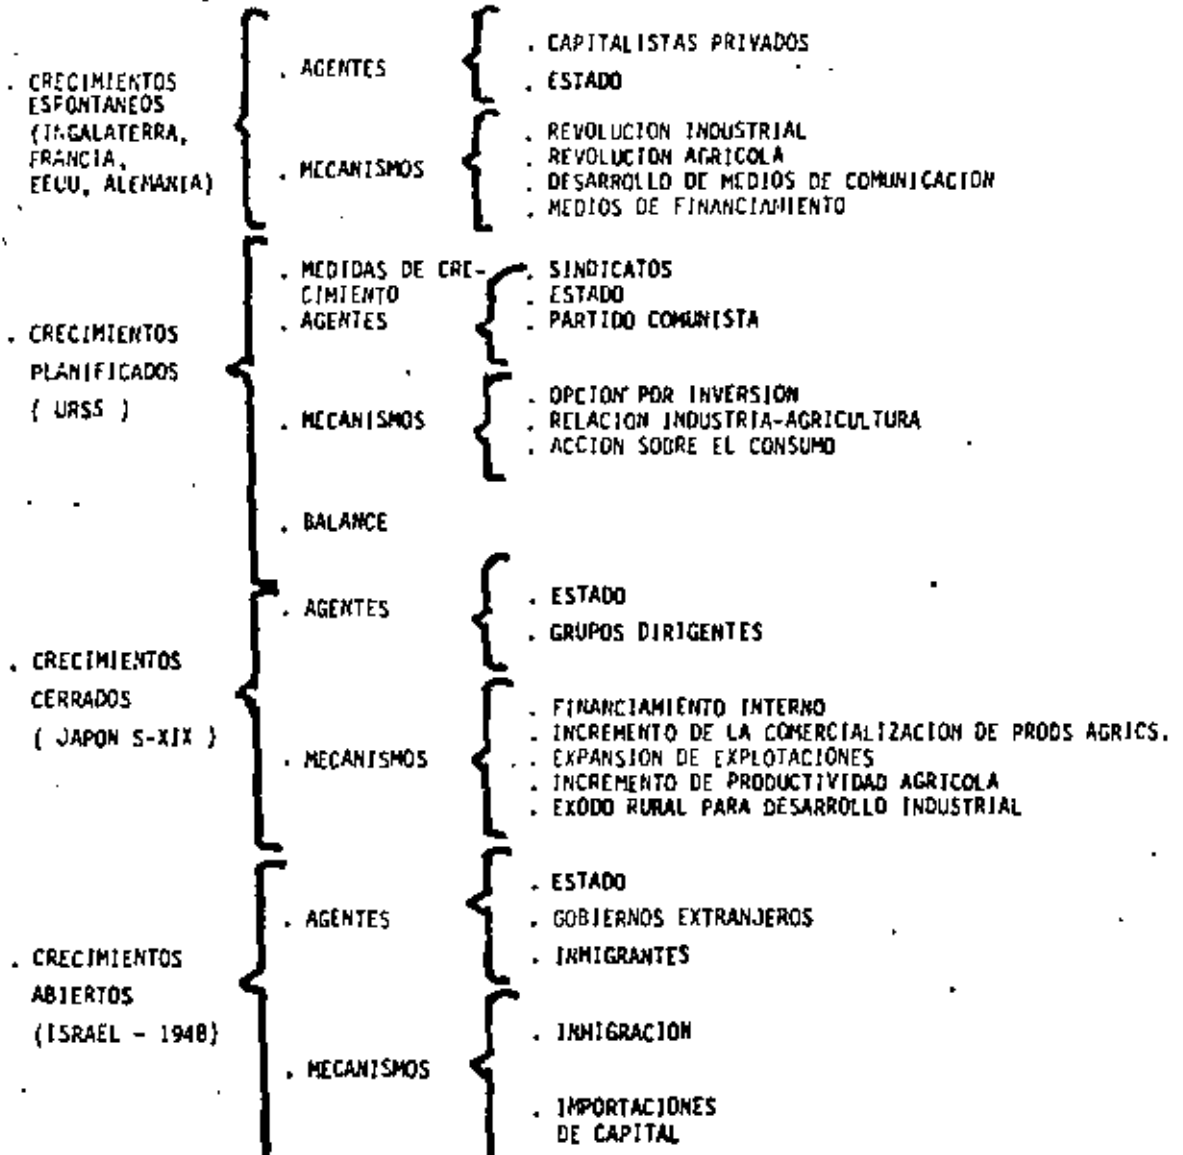 . CRECIMIENTOS
ESPONTANEOS
(INGALATERRA,
FRANCIA,
EEUU, ALEMANIA)
. AGENTES
. CAPITALISTAS PRIVADOS
. ESTADO
. MECANISMOS
. REVOLUCION INDUSTRIAL
. REVOLUCION AGRICOLA
. DESARROLLO DE MEDIOS DE COMUNICACION
. MEDIOS DE FINANCIAMIENTO
. CRECIMIENTOS
PLANIFICADOS
( URSS )
. MEDIDAS DE CRE-
CIMIENTO
. AGENTES
. SINDICATOS
. ESTADO
. PARTIDO COMUNISTA
. MECANISMOS
. OPCION POR INVERSION
. RELACION INDUSTRIA-AGRICULTURA
. ACCION SOBRE EL CONSUMO
. BALANCE
. CRECIMIENTOS
CERRADOS
( JAPON S-XIX )
. AGENTES
. ESTADO
. GRUPOS DIRIGENTES
. MECANISMOS
. FINANCIAMIENTO INTERNO
. INCREMENTO DE LA COMERCIALIZACION DE PRODS AGRICS.
. EXPANSION DE EXPLOTACIONES
. INCREMENTO DE PRODUCTIVIDAD AGRICOLA
. EXODO RURAL PARA DESARROLLO INDUSTRIAL
. CRECIMIENTOS
ABIERTOS
(ISRAEL - 1948)
. AGENTES
. ESTADO
. GOBIERNOS EXTRANJEROS
. INMIGRANTES
. MECANISMOS
. INMIGRACION
. IMPORTACIONES
DE CAPITAL